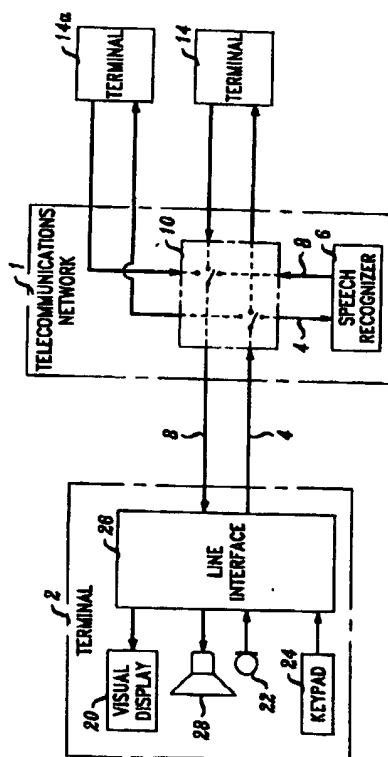 2
TERMINAL
20
VISUAL
DISPLAY
28
22
24
KEYPAD
26
LINE
INTERFACE
8
4
1
TELECOMMUNICATIONS
NETWORK
10
8
4
6
SPEECH
RECOGNIZER
14a
TERMINAL
14
TERMINAL